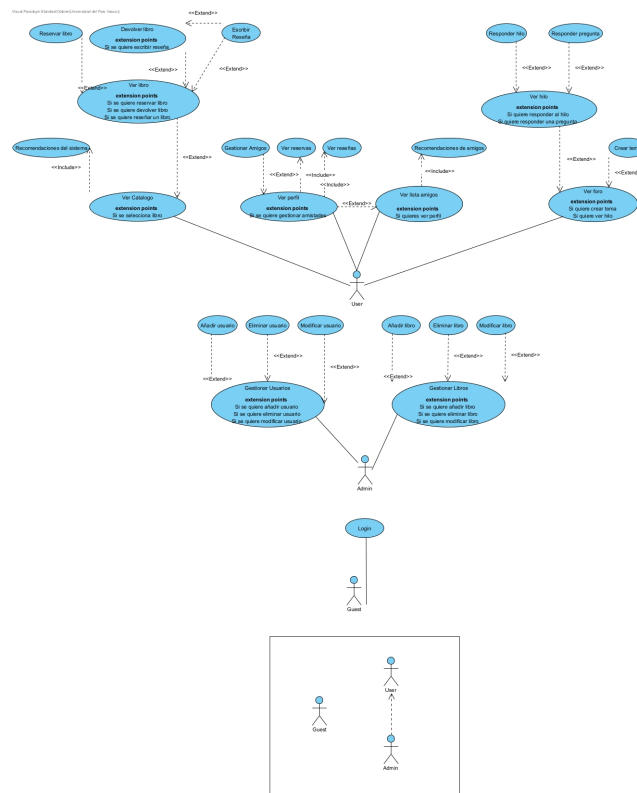 Visual Paradigm Standard(Gabriel(Universidad del Pais Vasco))
<<Extend>>
Reservar libro
Devolver libro
extension points
Si se quiere escribir reseña
Escribir
Reseña
Responder hilo
Responder pregunta
<<Extend>>
<<Extend>>
<<Extend>>
<<Extend>>
<<Extend>>
Ver libro
extension points
Si se quiere reservar libro
Si se quiere devolver libro
Si se quiere reseñar un libro
Ver hilo
extension points
Si quiere responder al hilo
Si quiere responder una pregunta
Recomendaciones del sistema
Gestionar Amigos
Ver reservas
Ver reseñas
Recomendaciones de amigos
Crear tem
<<Include>>
<<Extend>>
<<Extend>>
<<Include>>
<<Include>>
<<Include>>
<<Extend>>
<<Extend
Ver Catálogo
extension points
Si se selecciona libro
Ver perfil
extension points
Si se quiere gestionar amistades
<<Extend>>
Ver lista amigos
extension points
Si quieres ver perfil
Ver foro
extension points
Si quiere crear tema
Si quiere ver hilo
User
Añadir usuario
Eliminar usuario
Modificar usuario
Añadir libro
Eliminar libro
Modificar libro
<<Extend>>
<<Extend>>
<<Extend>>
<<Extend>>
<<Extend>>
<<Extend>>
Gestionar Usuarios
extension points
Si se quiere añadir usuario
Si se quiere eliminar usuario
Si se quiere modificar usuario
Gestionar Libros
extension points
Si se quiere añadir libro
Si se quiere eliminar libro
Si se quiere modificar libro
Admin
Login
Guest
User
Guest
Admin